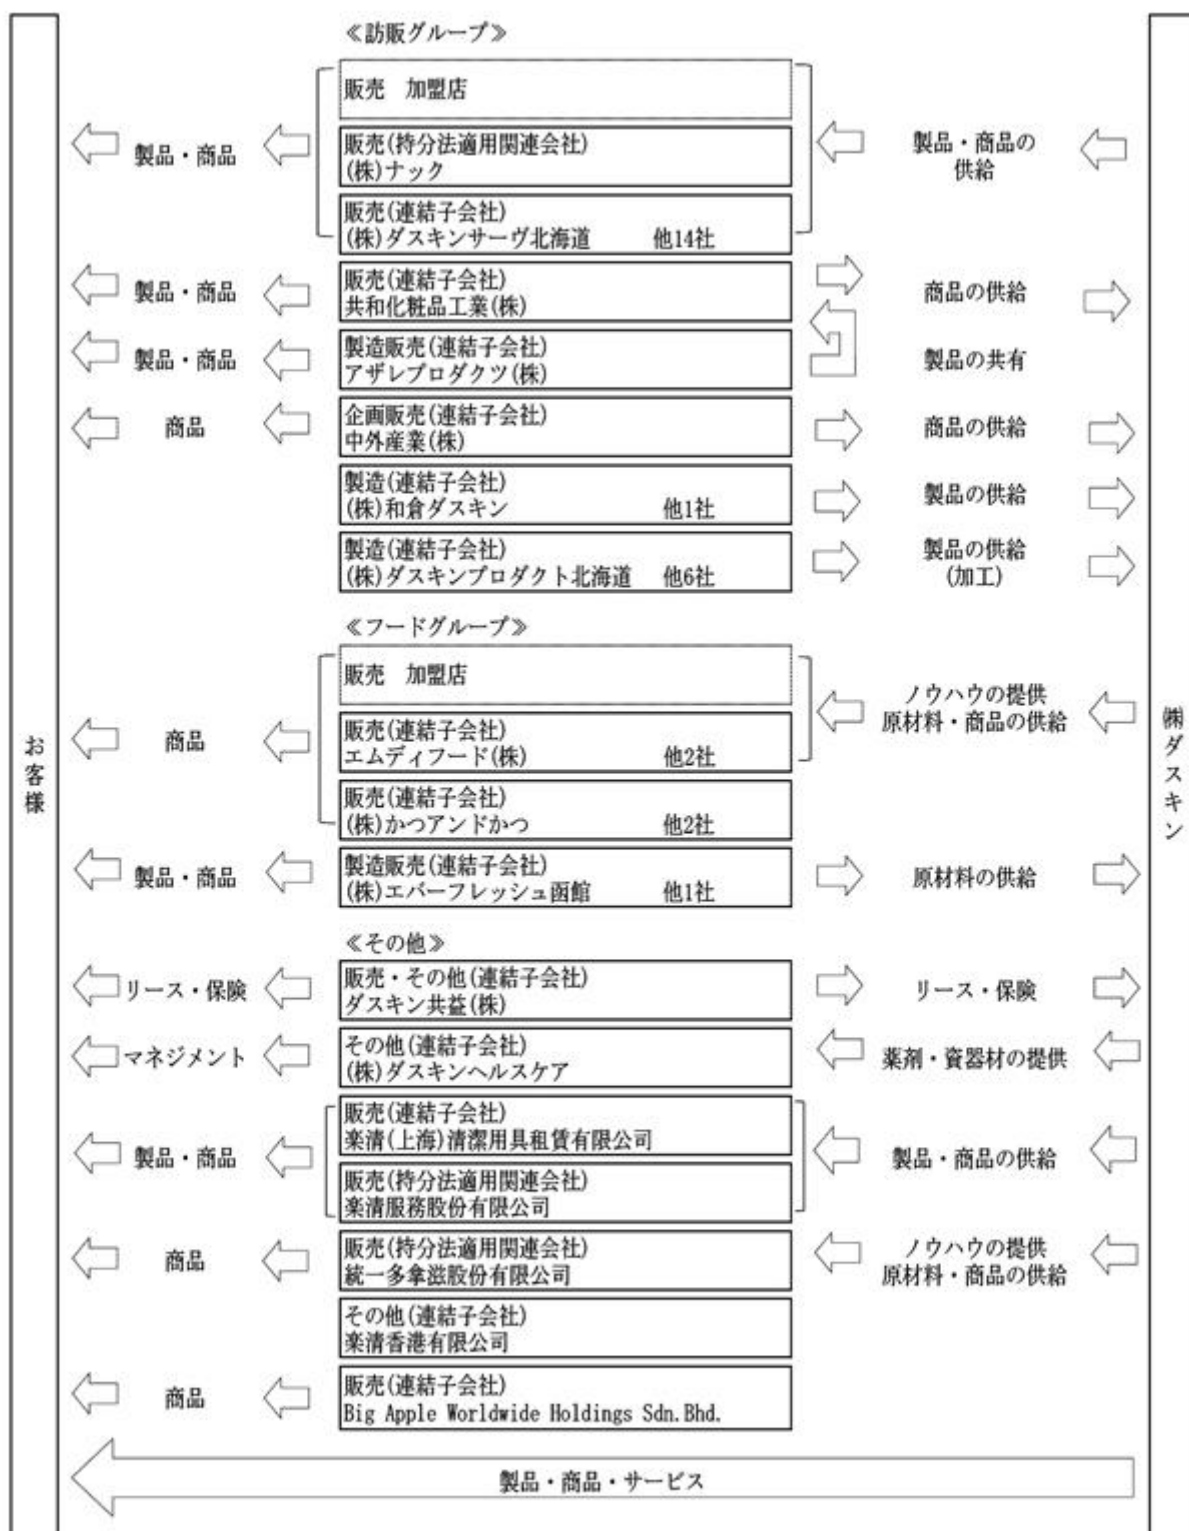 ≪訪販グループ≫
販売　加盟店
販売(持分法適用関連会社)
(株)ナック
販売(連結子会社)
(株)ダスキンサーヴ北海道　他14社
製品・商品
製品・商品の
供給
販売(連結子会社)
共和化粧品工業(株)
製品・商品
商品の供給
製造販売(連結子会社)
アザレプロダクツ(株)
製品・商品
製品の共有
企画販売(連結子会社)
中外産業(株)
商品
商品の供給
製造(連結子会社)
(株)和倉ダスキン　他1社
製品の供給
製造(連結子会社)
(株)ダスキンプロダクト北海道　他6社
製品の供給
(加工)
≪フードグループ≫
販売　加盟店
販売(連結子会社)
エムディフード(株)　他2社
販売(連結子会社)
(株)かつアンドかつ　他2社
商品
ノウハウの提供
原材料・商品の供給
製造販売(連結子会社)
(株)エバーフレッシュ函館　他1社
製品・商品
原材料の供給
≪その他≫
販売・その他(連結子会社)
ダスキン共益(株)
リース・保険
リース・保険
その他(連結子会社)
(株)ダスキンヘルスケア
マネジメント
薬剤・資器材の提供
販売(連結子会社)
楽清(上海)清潔用具租賃有限公司
販売(持分法適用関連会社)
楽清服務股份有限公司
製品・商品
製品・商品の供給
販売(持分法適用関連会社)
統一多拿滋股份有限公司
商品
ノウハウの提供
原材料・商品の供給
その他(連結子会社)
楽清香港有限公司
販売(連結子会社)
Big Apple Worldwide Holdings Sdn.Bhd.
商品
製品・商品・サービス
お客様
㈱ダスキン